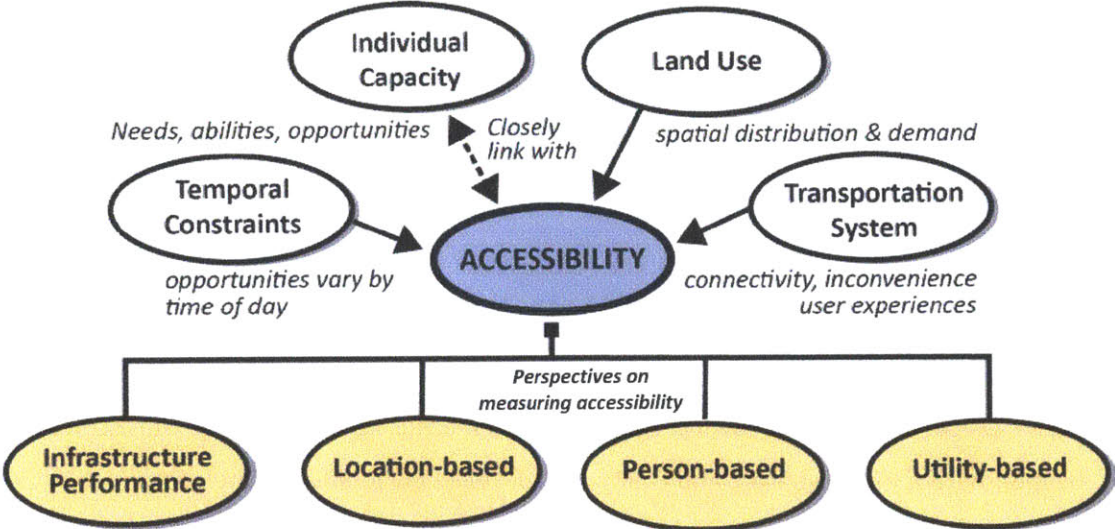 Individual
Capacity
Land Use
Needs, abilities, opportunities
Closely
link with
spatial distribution & demand
Temporal
Constraints
Transportation
System
ACCESSIBILITY
opportunities vary by
time of day
connectivity, inconvenience
user experiences
Perspectives on
measuring accessibility
Infrastructure
Performance
Location-based
Person-based
Utility-based